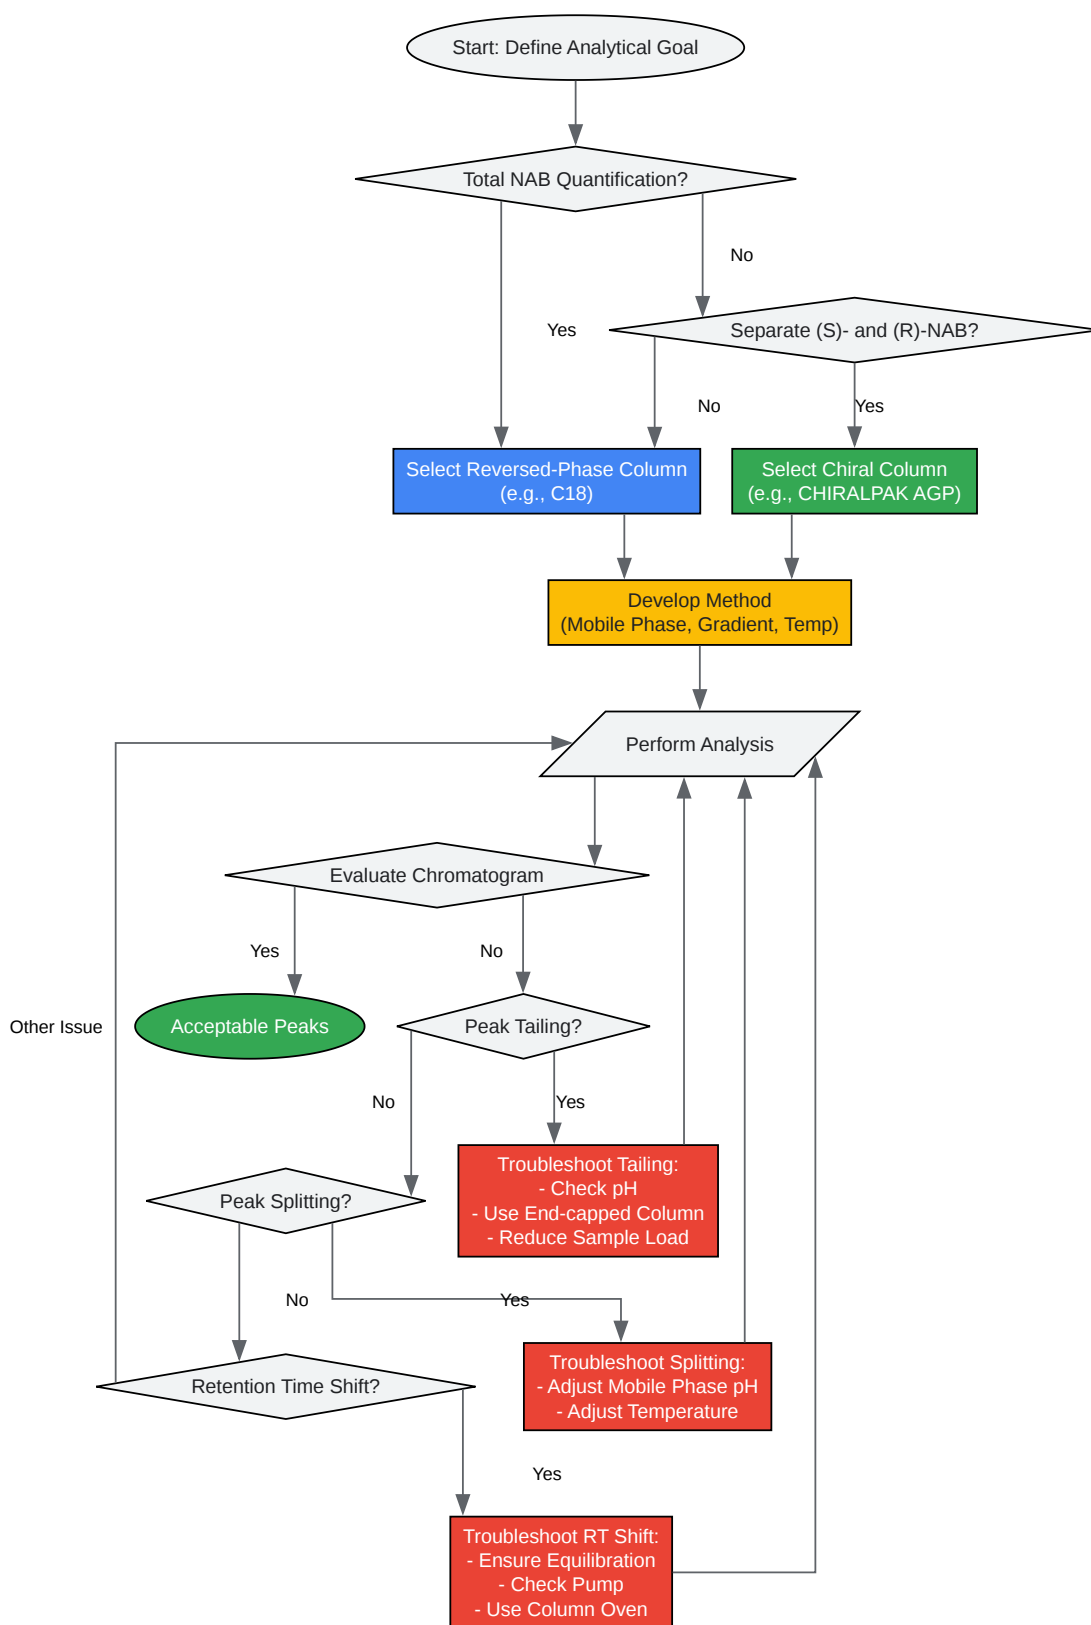 Start: Define Analytical Goal
Total NAB Quantification?
No
Yes
Separate (S)- and (R)-NAB?
No
Yes
Select Reversed-Phase Column
(e.g., C18)
Select Chiral Column
(e.g., CHIRALPAK AGP)
Develop Method
(Mobile Phase, Gradient, Temp)
Perform Analysis
Evaluate Chromatogram
Yes
No
Other Issue
Acceptable Peaks
Peak Tailing?
No
Yes
Troubleshoot Tailing:
- Check pH
- Use End-capped Column
- Reduce Sample Load
Peak Splitting?
No
Yes
Troubleshoot Splitting:
- Adjust Mobile Phase pH
- Adjust Temperature
Retention Time Shift?
Yes
Troubleshoot RT Shift:
- Ensure Equilibration
- Check Pump
- Use Column Oven